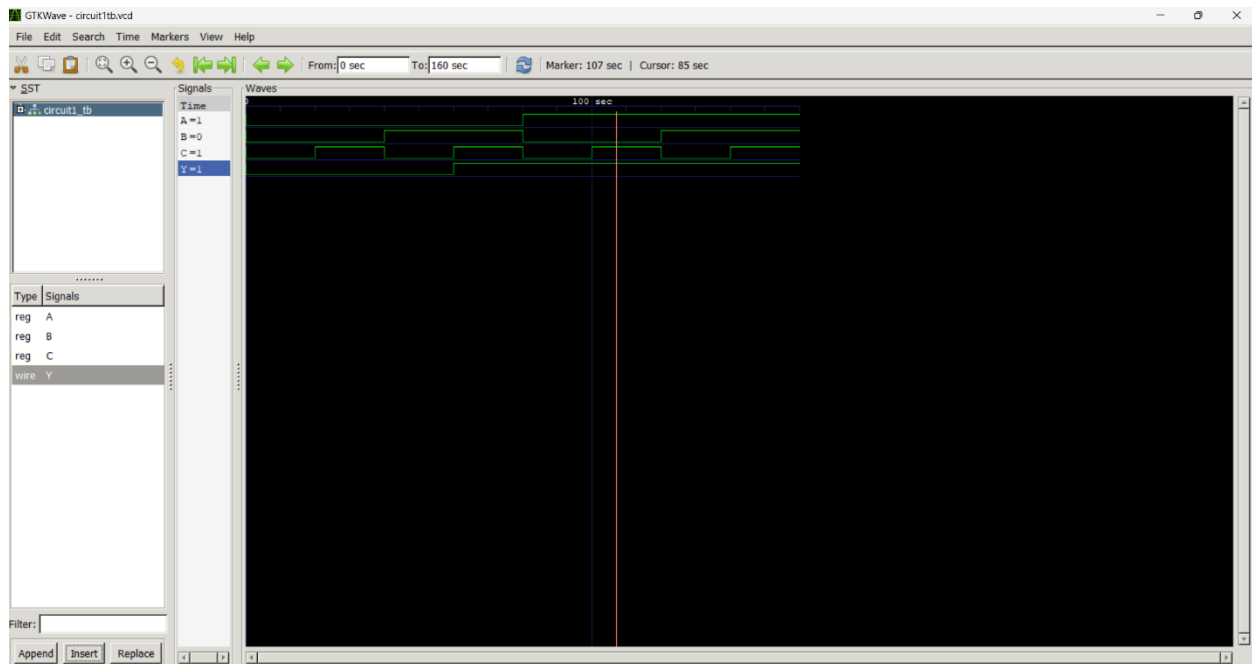 GTKWave - circuit1tb.vcd
File Edit Search Time Markers View Help
From: 0 sec To: 160 sec Marker: 107 sec | Cursor: 85 sec
SST
circuit1_tb
Type Signals
reg A
reg B
reg C
wire Y
Filter:
Append Insert Replace
Signals
Time
A=1
B=0
C=1
Y=1
Waves
0
100 sec